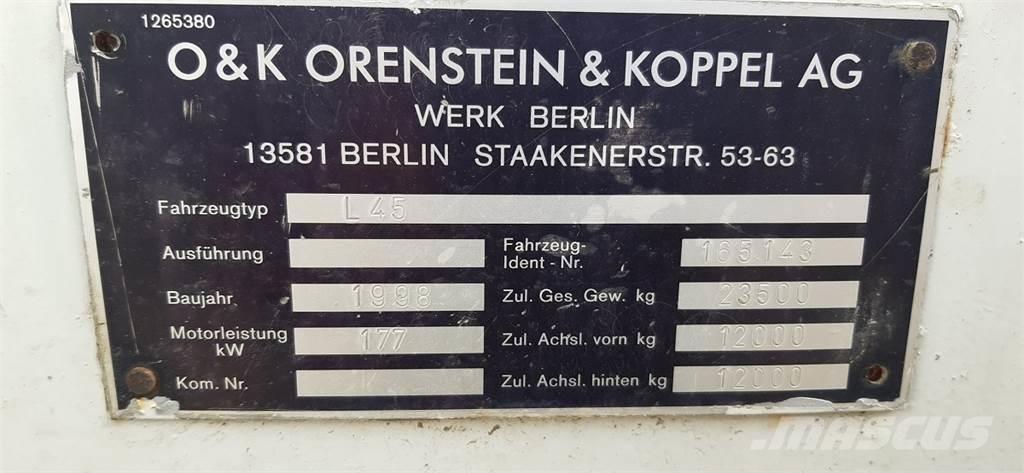 1265380
O & K ORENSTEIN & KOPPEL AG
WERK BERLIN
13581 BERLIN STAAKENERSTR. 53-63
Fahrzeugtyp L 45
Ausführung Fahrzeug-
Ident - Nr. 165143
Baujahr 1998 Zul. Ges. Gew. kg 23500
Motorleistung
kW 177 Zul. Achsl. vorn kg 12000
Kom. Nr. Zul. Achsl. hinten kg 12000
MASCUS